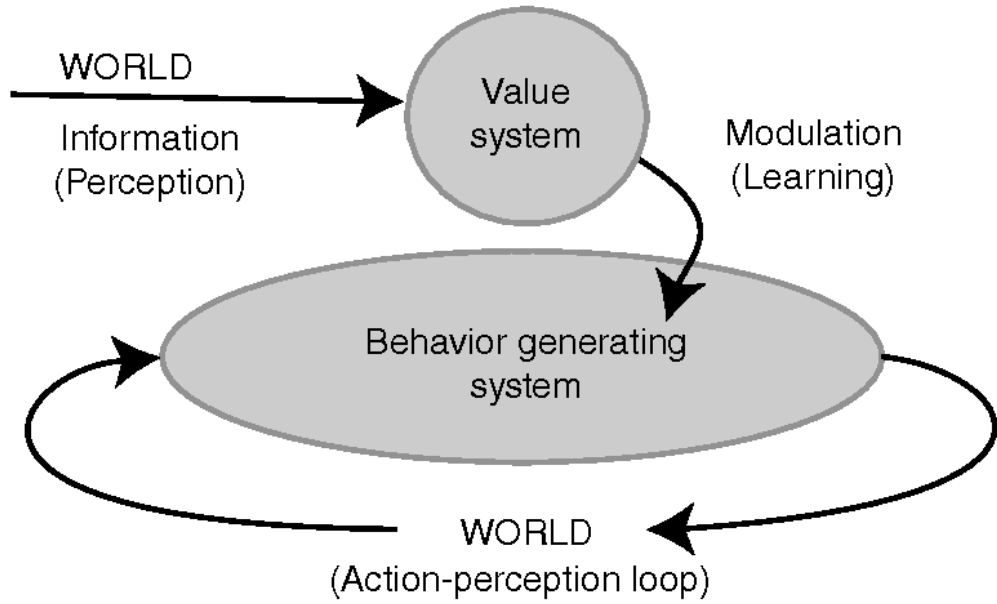 WORLD
Information
(Perception)
Value
system
Modulation
(Learning)
Behavior generating
system
WORLD
(Action-perception loop)